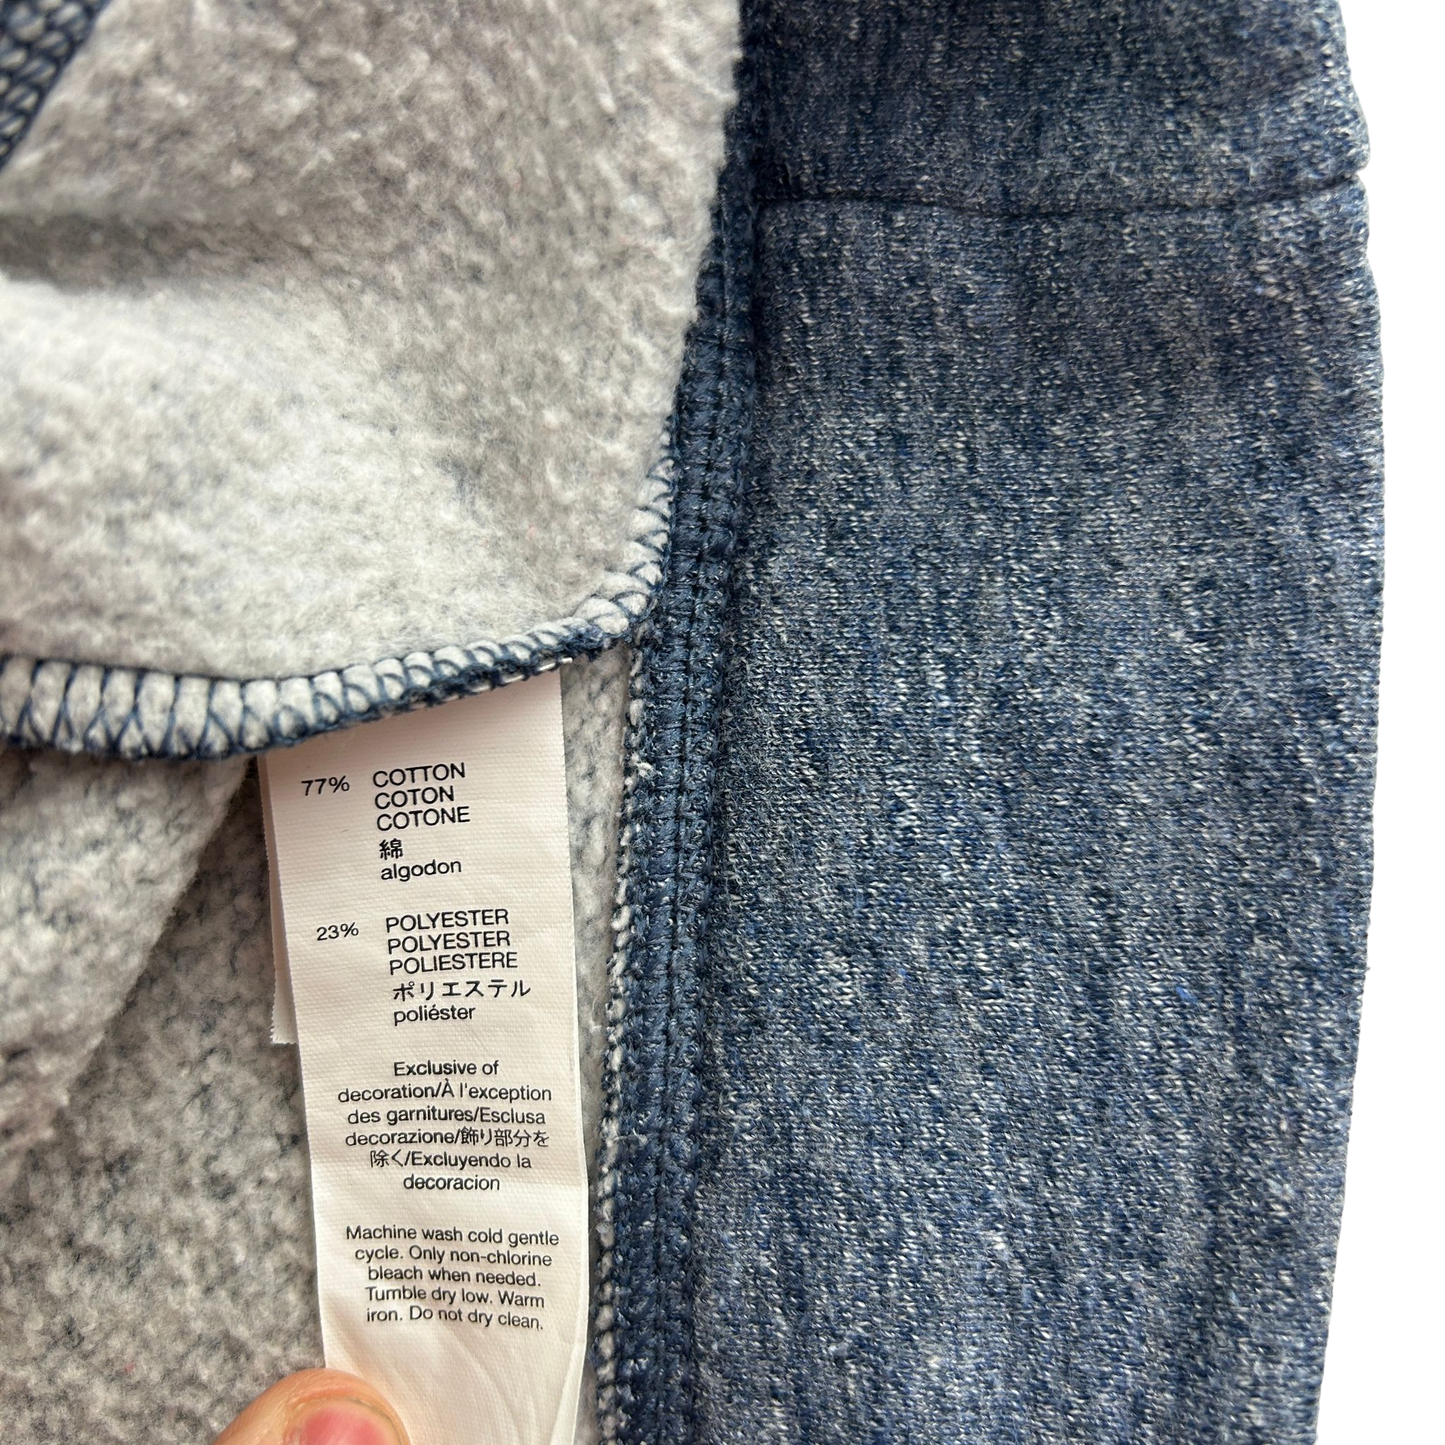 77% COTTON
COTON
COTONE
綿
algodon
23% POLYESTER
POLYESTER
POLIESTERE
ポリエステル
poliéster
Exclusive of
decoration/À l'exception
des garnitures/Esclusa
decorazione/飾り部分を
除く/Excluyendo la
decoracion
Machine wash cold gentle
cycle. Only non-chlorine
bleach when needed.
Tumble dry low. Warm
iron. Do not dry clean.